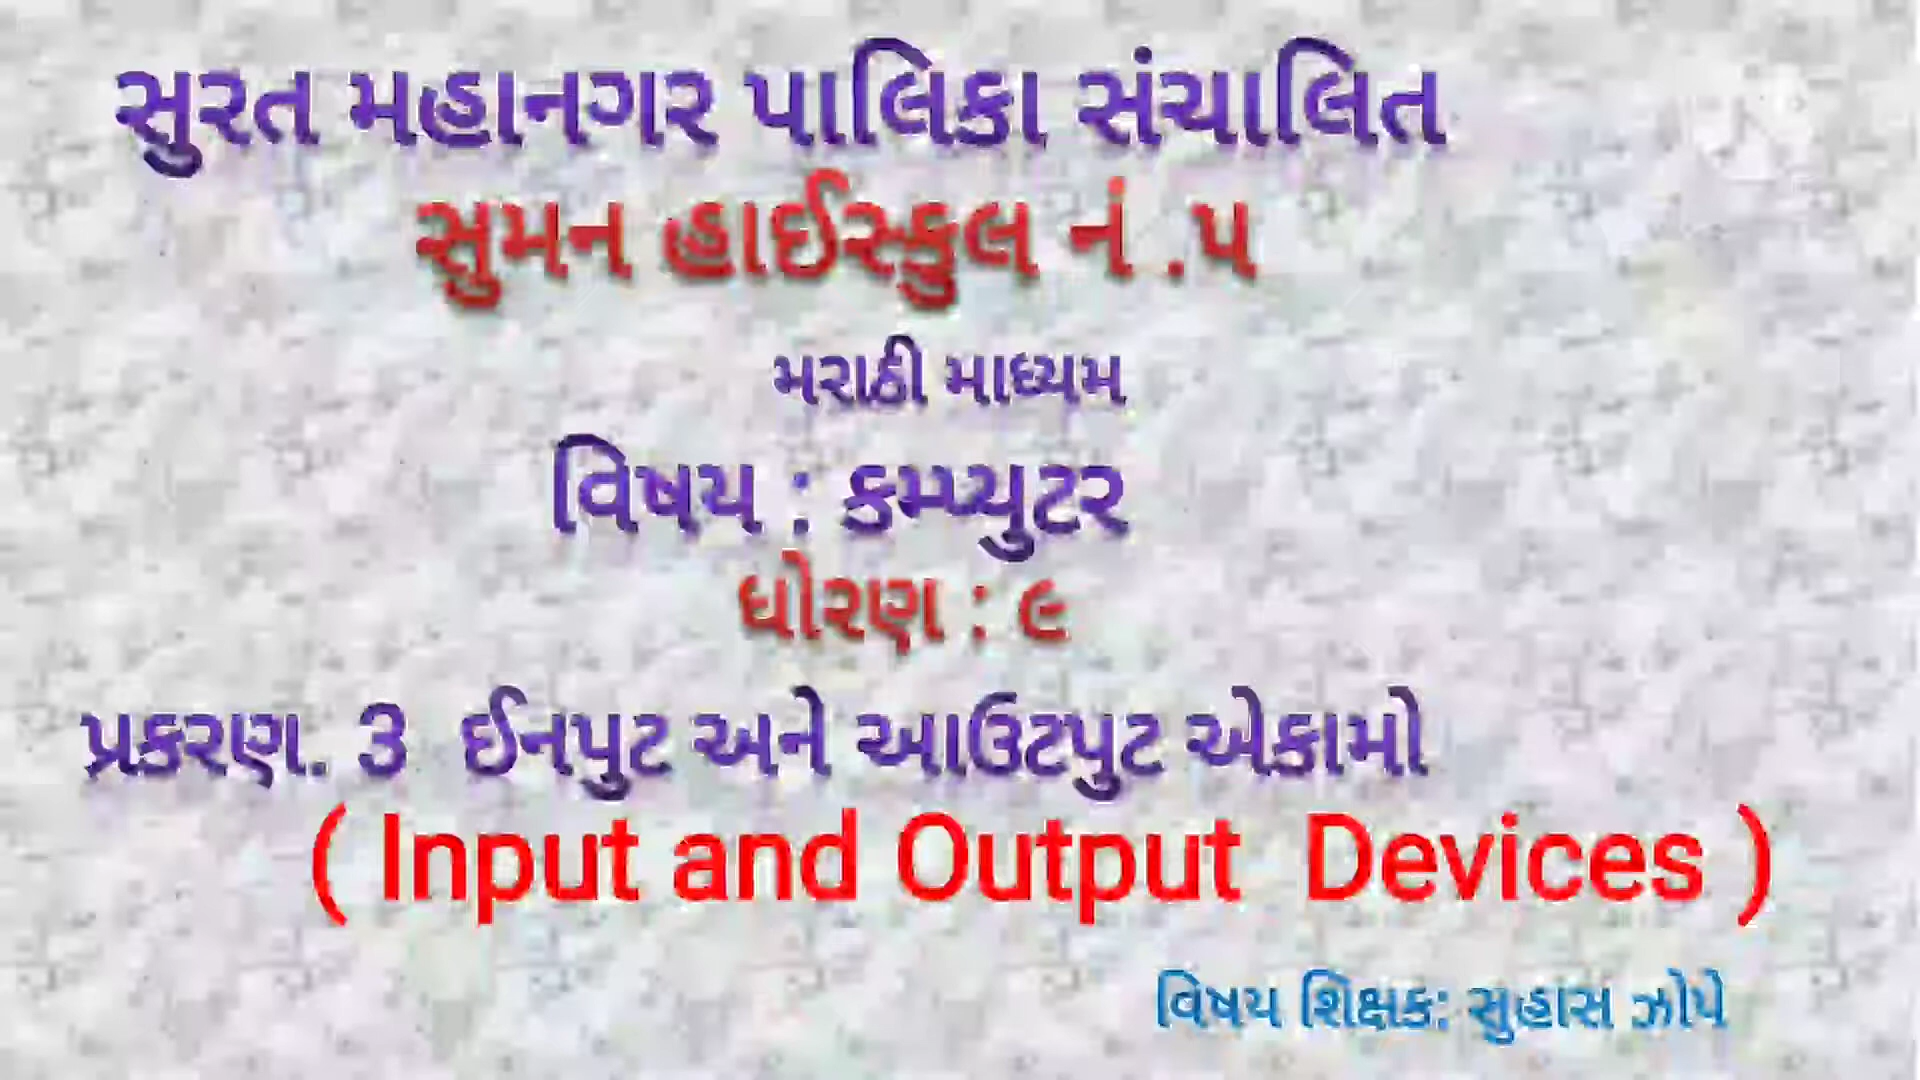 સુરત મહાનગર પાલિકા સંચાલિત
સુમન હાઈસ્કુલ નં .૫
મરાઠી માધ્યમ
વિષય : કમ્પ્યુટર
ધોરણ : ૯
પ્રકરણ. 3 ઈનપુટ અને આઉટપુટ એકામો
( Input and Output Devices )
વિષય શિક્ષક: સુહાસ ઝોપે